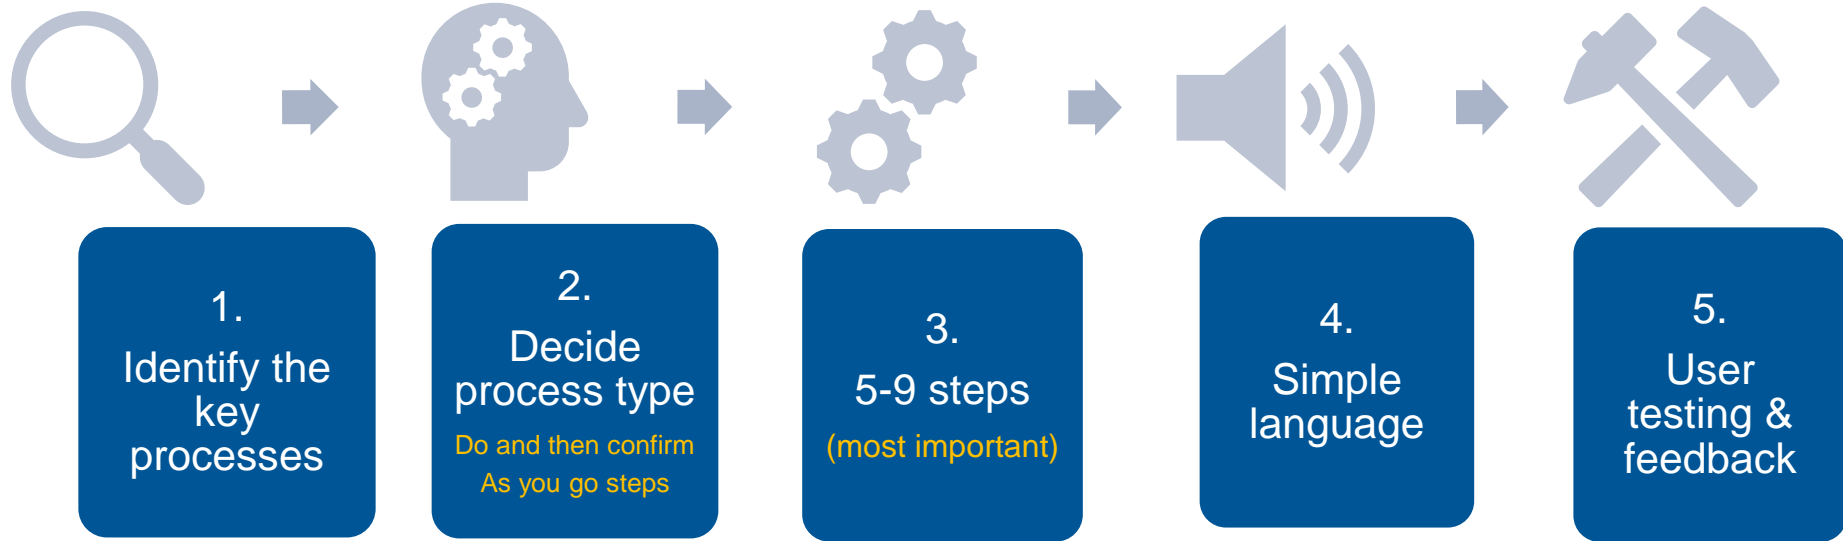 1.
Identify the
key
processes
2.
Decide
process type
Do and then confirm
As you go steps
3.
5-9 steps
(most important)
4.
Simple
language
5.
User
testing &
feedback